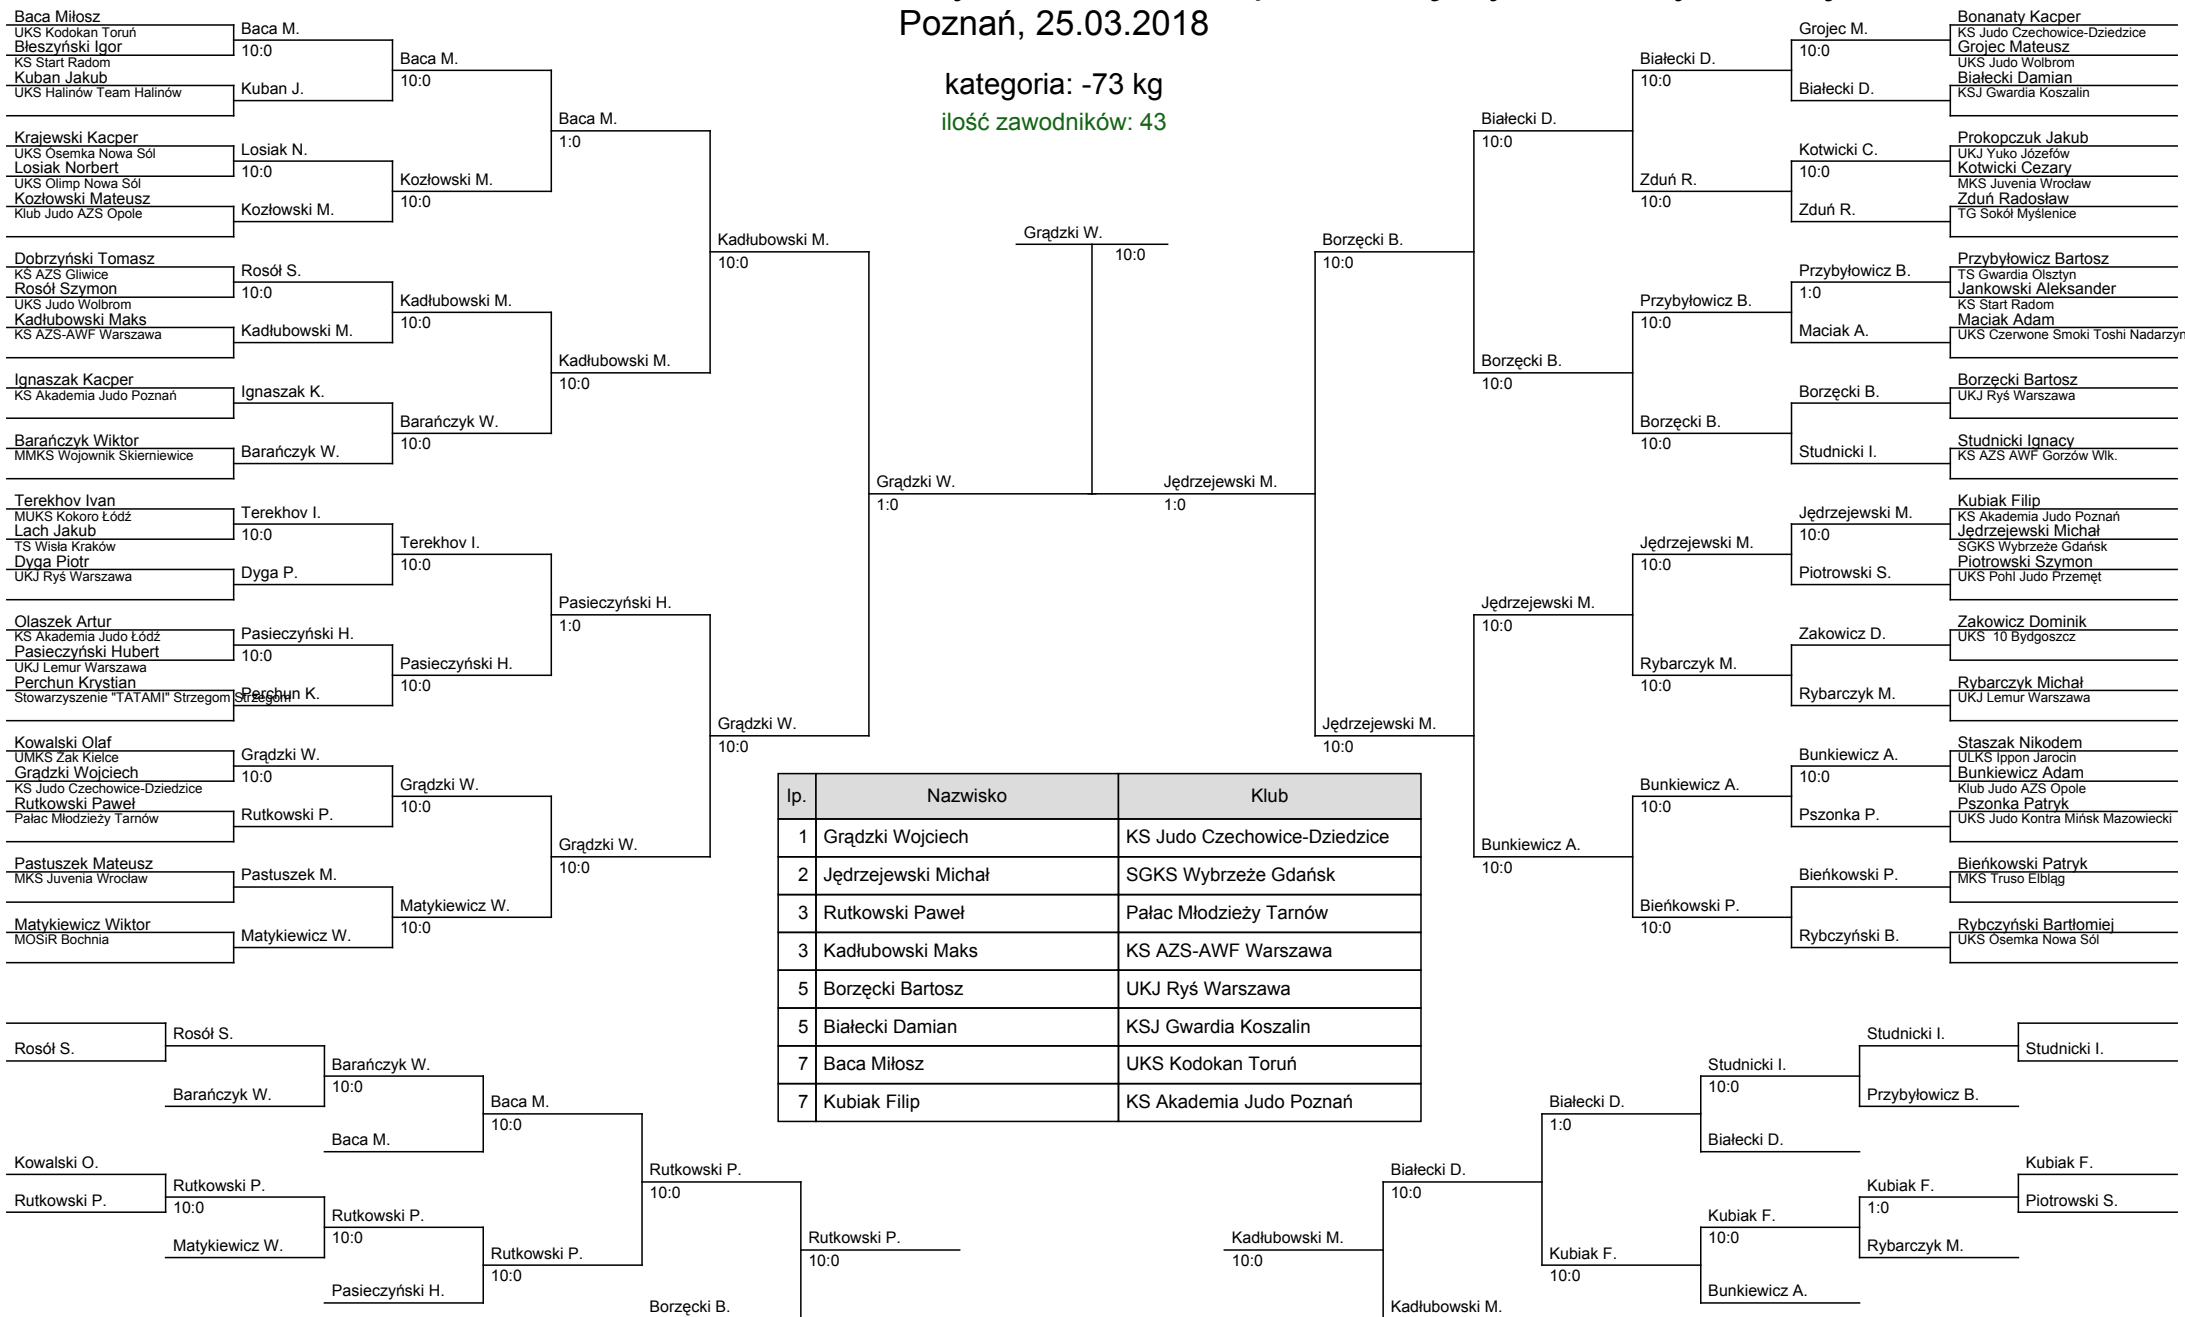 Poznań, 25.03.2018
kategoria: -73 kg
ilość zawodników: 43
Baca Miłosz
UKS Kodokan Toruń
Błeszyński Igor
KS Start Radom
Kuban Jakub
UKS Halinów Team Halinów
Krajewski Kacper
UKS Ósemka Nowa Sól
Losiak Norbert
UKS Olimp Nowa Sól
Kozłowski Mateusz
Klub Judo AZS Opole
Dobrzyński Tomasz
KS AZS Gliwice
Rosół Szymon
UKS Judo Wolbrom
Kadłubowski Maks
KS AZS-AWF Warszawa
Ignaszak Kacper
KS Akademia Judo Poznań
Barańczyk Wiktor
MMKS Wojownik Skierniewice
Terekhov Ivan
MUKS Kokoro Łódź
Lach Jakub
TS Wisła Kraków
Dyga Piotr
UKJ Ryś Warszawa
Olaszek Artur
KS Akademia Judo Łódź
Pasieczyński Hubert
UKJ Lemur Warszawa
Perchun Krystian
Stowarzyszenie "TATAMI" Strzegom Strzegom
Kowalski Olaf
UMKS Żak Kielce
Grądzki Wojciech
KS Judo Czechowice-Dziedzice
Rutkowski Paweł
Pałac Młodzieży Tarnów
Pastuszek Mateusz
MKS Juvenia Wrocław
Matykiewicz Wiktor
MOSiR Bochnia
Baca M.
10:0
Kuban J.
Losiak N.
10:0
Kozłowski M.
Rosół S.
10:0
Kadłubowski M.
Ignaszak K.
Barańczyk W.
Terekhov I.
10:0
Dyga P.
Pasieczyński H.
10:0
Perchun K.
Grądzki W.
10:0
Rutkowski P.
Pastuszek M.
Matykiewicz W.
Baca M.
10:0
Kozłowski M.
10:0
Kadłubowski M.
10:0
Barańczyk W.
10:0
Terekhov I.
10:0
Pasieczyński H.
10:0
Grądzki W.
10:0
Matykiewicz W.
10:0
Baca M.
1:0
Kadłubowski M.
10:0
Pasieczyński H.
1:0
Grądzki W.
10:0
Kadłubowski M.
10:0
Grądzki W.
10:0
Grądzki W.
1:0
Grądzki W.
10:0
Jędrzejewski M.
1:0
Borzęcki B.
10:0
Jędrzejewski M.
10:0
Białecki D.
10:0
Borzęcki B.
10:0
Jędrzejewski M.
10:0
Bunkiewicz A.
10:0
Białecki D.
10:0
Zduń R.
10:0
Przybyłowicz B.
10:0
Borzęcki B.
10:0
Jędrzejewski M.
10:0
Rybarczyk M.
10:0
Bunkiewicz A.
10:0
Bieńkowski P.
10:0
Grojec M.
10:0
Białecki D.
Kotwicki C.
10:0
Zduń R.
Przybyłowicz B.
1:0
Maciak A.
Borzęcki B.
Studnicki I.
Jędrzejewski M.
10:0
Piotrowski S.
Zakowicz D.
Rybarczyk M.
Bunkiewicz A.
10:0
Pszonka P.
Bieńkowski P.
Rybczyński B.
Bonanaty Kacper
KS Judo Czechowice-Dziedzice
Grojec Mateusz
UKS Judo Wolbrom
Białecki Damian
KSJ Gwardia Koszalin
Prokopczuk Jakub
UKJ Yuko Józefów
Kotwicki Cezary
MKS Juvenia Wrocław
Zduń Radosław
TG Sokół Myślenice
Przybyłowicz Bartosz
TS Gwardia Olsztyn
Jankowski Aleksander
KS Start Radom
Maciak Adam
UKS Czerwone Smoki Toshi Nadarzyn
Borzęcki Bartosz
UKJ Ryś Warszawa
Studnicki Ignacy
KS AZS AWF Gorzów Wlk.
Kubiak Filip
KS Akademia Judo Poznań
Jędrzejewski Michał
SGKS Wybrzeże Gdańsk
Piotrowski Szymon
UKS Pohl Judo Przemęt
Zakowicz Dominik
UKS  10 Bydgoszcz
Rybarczyk Michał
UKJ Lemur Warszawa
Staszak Nikodem
ULKS Ippon Jarocin
Bunkiewicz Adam
Klub Judo AZS Opole
Pszonka Patryk
UKS Judo Kontra Mińsk Mazowiecki
Bieńkowski Patryk
MKS Truso Elbląg
Rybczyński Bartłomiej
UKS Ósemka Nowa Sól
lp. Nazwisko Klub
1 Grądzki Wojciech KS Judo Czechowice-Dziedzice
2 Jędrzejewski Michał SGKS Wybrzeże Gdańsk
3 Rutkowski Paweł Pałac Młodzieży Tarnów
3 Kadłubowski Maks KS AZS-AWF Warszawa
5 Borzęcki Bartosz UKJ Ryś Warszawa
5 Białecki Damian KSJ Gwardia Koszalin
7 Baca Miłosz UKS Kodokan Toruń
7 Kubiak Filip KS Akademia Judo Poznań
Rosół S.
Kowalski O.
Rutkowski P.
Rosół S.
Barańczyk W.
Rutkowski P.
10:0
Matykiewicz W.
Barańczyk W.
10:0
Baca M.
Rutkowski P.
10:0
Pasieczyński H.
Baca M.
10:0
Rutkowski P.
10:0
Rutkowski P.
10:0
Borzęcki B.
Rutkowski P.
10:0
Kadłubowski M.
10:0
Białecki D.
10:0
Kadłubowski M.
Białecki D.
1:0
Kubiak F.
10:0
Studnicki I.
10:0
Białecki D.
Kubiak F.
10:0
Bunkiewicz A.
Studnicki I.
Przybyłowicz B.
Kubiak F.
1:0
Rybarczyk M.
Studnicki I.
Kubiak F.
Piotrowski S.